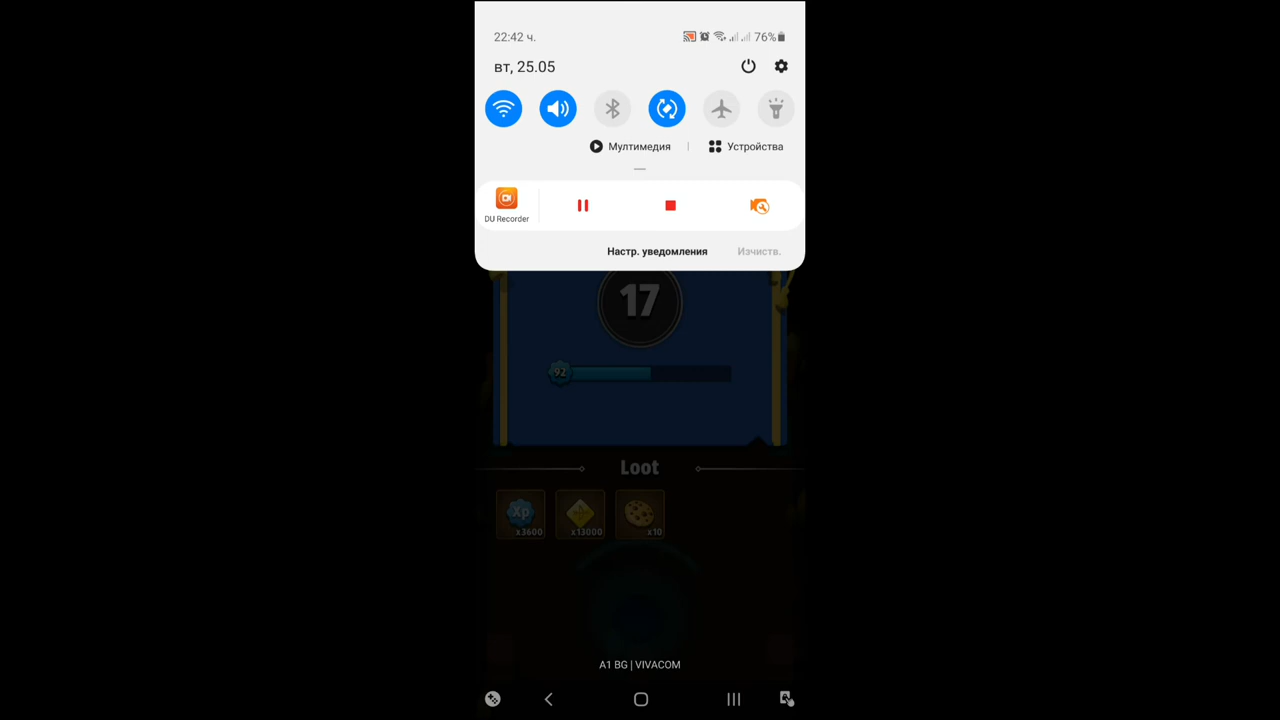 22:42 ч.
76%
вт, 25.05
Мултимедия | Устройства
DU Recorder
Настр. уведомления
Изчиств.
17
92
Loot
Xp
x3600
x13000
x10
A1 BG | VIVACOM